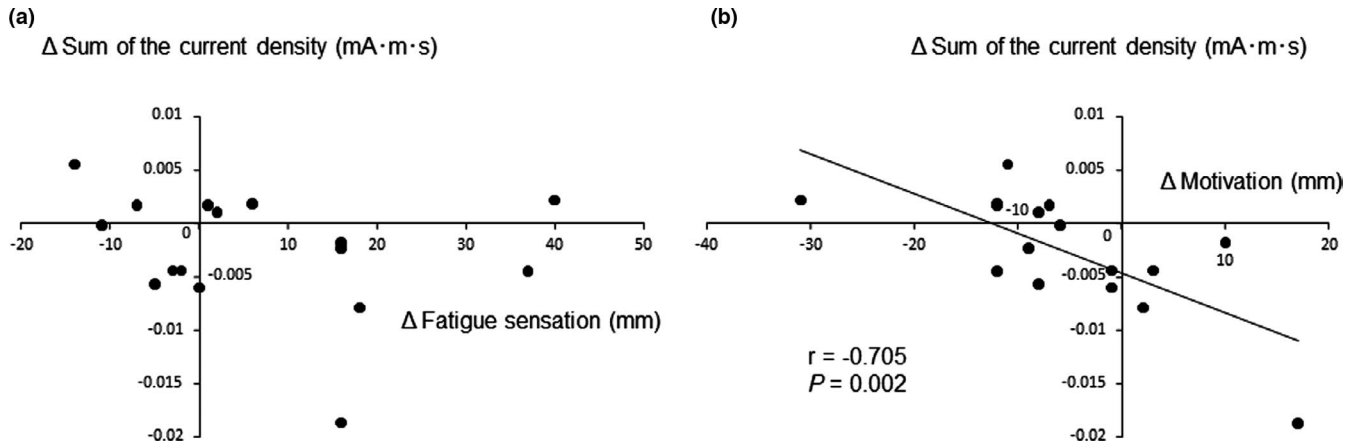 (a)
Δ Sum of the current density (mA·m·s)
0.01
0.005
-20 -10 0 10 20 30 40 50
-0.005
Δ Fatigue sensation (mm)
-0.01
-0.015
-0.02
(b)
Δ Sum of the current density (mA·m·s)
0.01
0.005
Δ Motivation (mm)
-40 -30 -20 -10 0 10 20
-0.005
-0.01
r = -0.705
P = 0.002
-0.015
-0.02